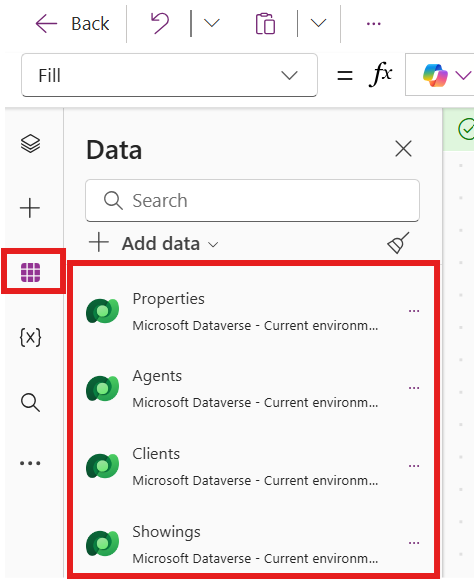 Back
Fill
= fx
Data
Search
Add data
Properties
Microsoft Dataverse - Current environm...
Agents
Microsoft Dataverse - Current environm...
Clients
Microsoft Dataverse - Current environm...
{x}
Showings
Microsoft Dataverse - Current environm...